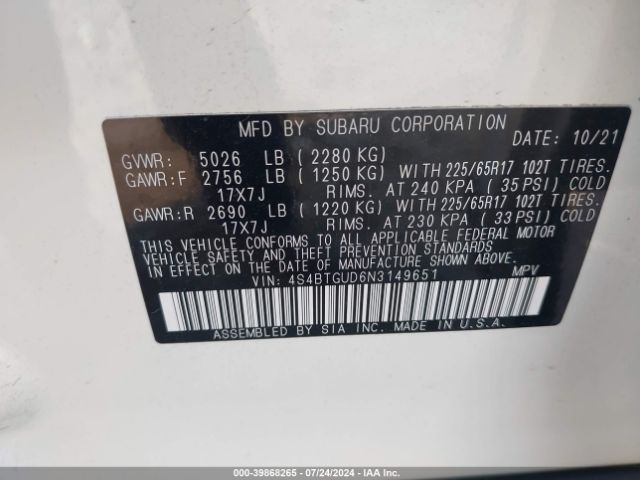 MFD BY SUBARU CORPORATION DATE: 10/21
GVWR: 5026 LB ( 2280 KG)
GAWR:F 2756 LB ( 1250 KG) WITH 225/65R17 102T TIRES.
17X7J RIMS. AT 240 KPA ( 35 PSI) COLD
GAWR:R 2690 LB ( 1220 KG) WITH 225/65R17 102T TIRES.
17X7J RIMS. AT 230 KPA ( 33 PSI) COLD
THIS VEHICLE CONFORMS TO ALL APPLICABLE FEDERAL MOTOR
VEHICLE SAFETY AND THEFT PREVENTION STANDARDS
IN EFFECT ON THE DATE OF MANUFACTURE SHOWN ABOVE.
VIN: 4S4BTGUD6N3149651 MPV
ASSEMBLED BY SIA INC. MADE IN U.S.A.
000-39868265 - 07/24/2024 - IAAI.COM